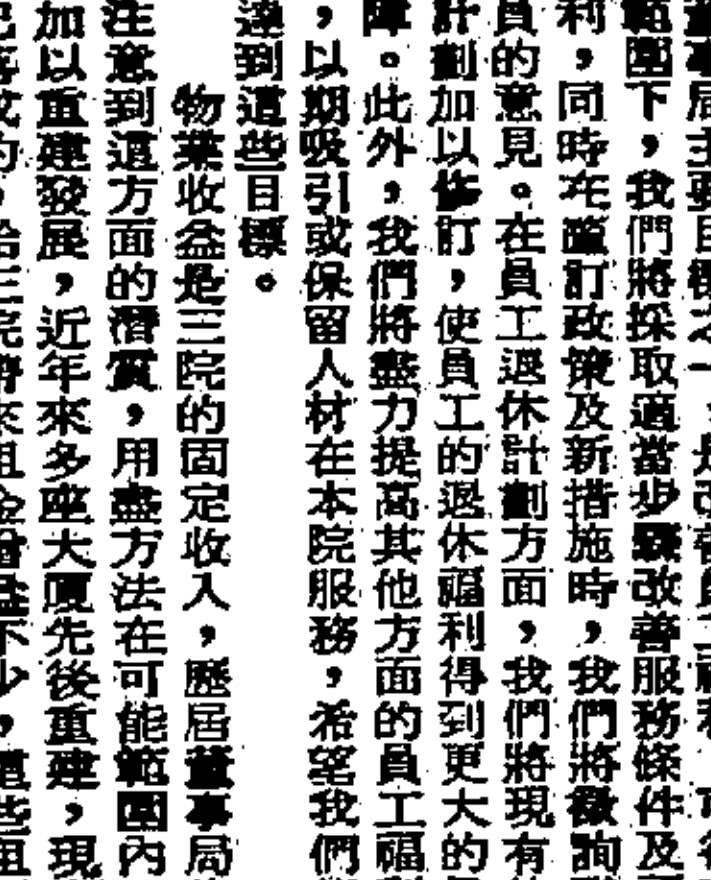 董事局主要目標之一,是改善員工福利
範圍下,我們將採取適當步驟改善服務條件及
利,同時在釐訂政策及新措施時,我們將徵詢
員的意見。在員工退休計劃方面,我們將現有
計劃加以修訂,使員工的退休福利得到更大的
障。此外,我們將盡力提高其他方面的員工福
,以期吸引或保留人材在本院服務,希望我們
達到這些目標。
物業收益是三院的固定收入,歷屆董事局
注意到這方面的潛質,用盡方法在可能範圍內
加以重建發展,近年來多座大厦先後重建,現
已落成的,給三院帶來租金增益不少,這些租